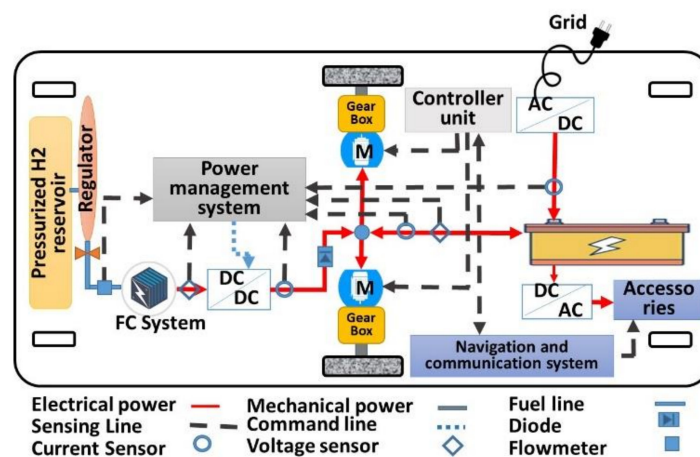 Grid
AC
DC
Gear
Box
M
Controller
unit
Pressurized H2
reservoir
Regulator
Power
management
system
DC
DC
FC System
M
Gear
Box
DC
AC
Accesso
ries
Navigation and
communication system
Electrical power
Mechanical power
Fuel line
Sensing Line
Command line
Diode
Current Sensor
Voltage sensor
Flowmeter